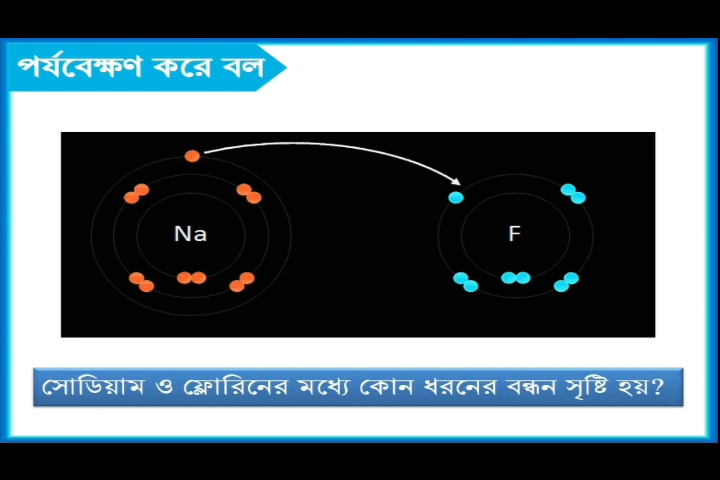 পর্যবেক্ষণ করে বল
Na
F
সোডিয়াম ও ফ্লোরিনের মধ্যে কোন ধরনের বন্ধন সৃষ্টি হয়?